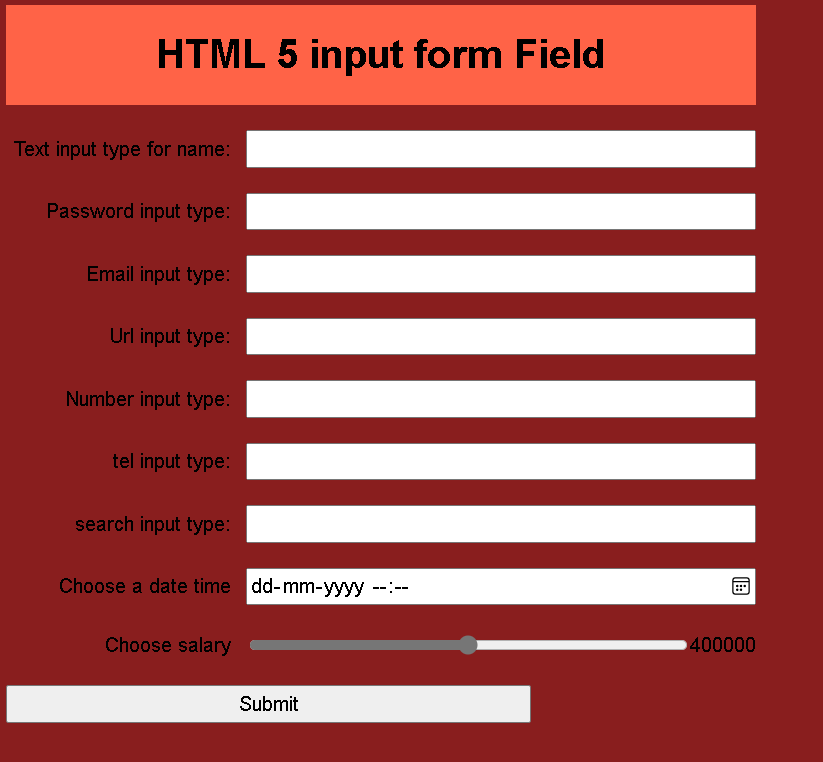 HTML 5 input form Field
Text input type for name:
Password input type:
Email input type:
Url input type:
Number input type:
tel input type:
search input type:
Choose a date time dd-mm-yyyy --:--
Choose salary 400000
Submit